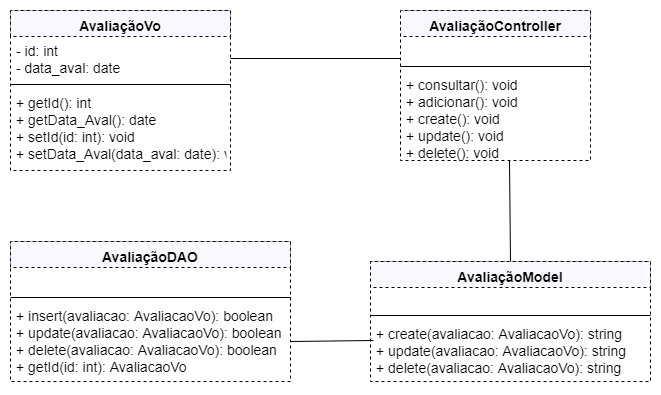 AvaliaçãoVo
- id: int
- data_aval: date
+ getId(): int
+ getData_Aval(): date
+ setId(id: int): void
+ setData_Aval(data_aval: date):
AvaliaçãoController
+ consultar(): void
+ adicionar(): void
+ create(): void
+ update(): void
+ delete(): void
AvaliaçãoDAO
+ insert(avaliacao: AvaliacaoVo): boolean
+ update(avaliacao: AvaliacaoVo): boolean
+ delete(avaliacao: AvaliacaoVo): boolean
+ getId(id: int): AvaliacaoVo
AvaliaçãoModel
+ create(avaliacao: AvaliacaoVo): string
+ update(avaliacao: AvaliacaoVo): string
+ delete(avaliacao: AvaliacaoVo): string